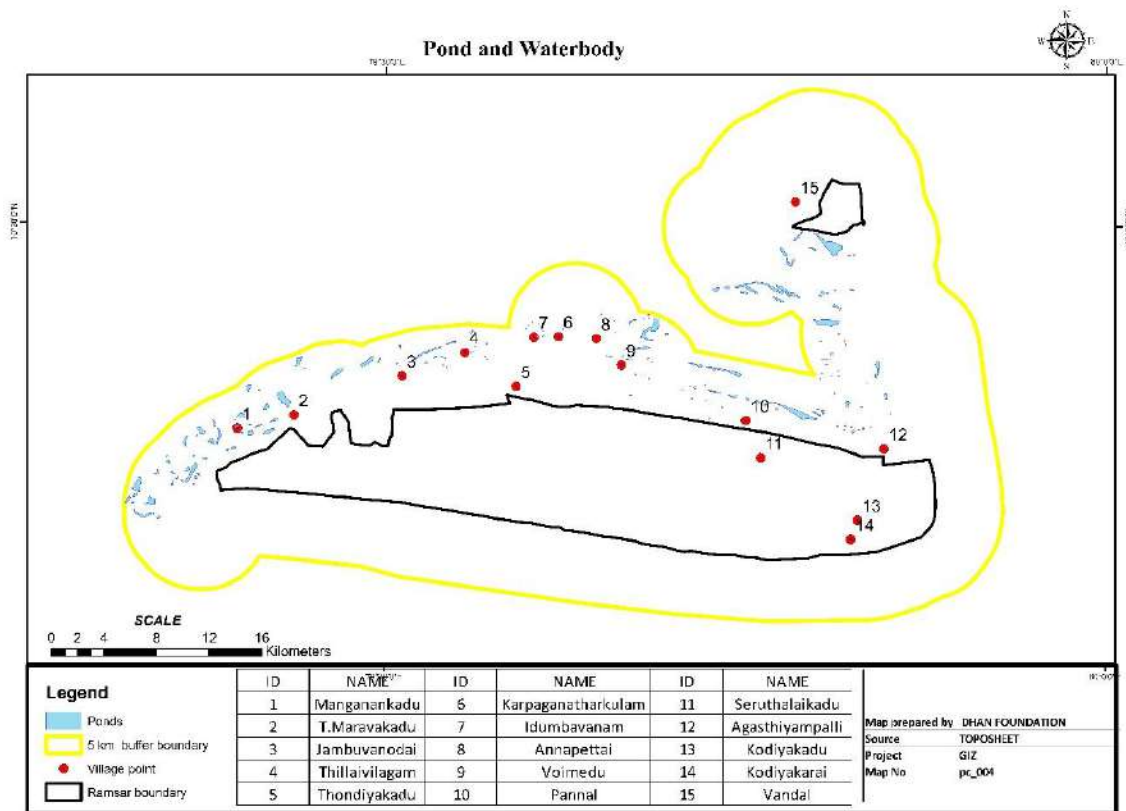 Pond and Waterbody
N
W E
S
15
7 6 8
4
9
3
5
2
10
1
12
11
13
14
SCALE
0 2 4 8 12 16
Kilometers
Legend
Ponds
5 km buffer boundary
Village point
Ramsar boundary
ID NAME ID NAME ID NAME
1 Manganankadu 6 Karpaganatharkulam 11 Seruthalaikadu
2 T.Maravakadu 7 Idumbavanam 12 Agasthiyampalli
3 Jambuvanodai 8 Annapettai 13 Kodiyakadu
4 Thillaivilagam 9 Voimedu 14 Kodiyakarai
5 Thondiyakadu 10 Pannal 15 Vandal
Map prepared by DHAN FOUNDATION
Source TOPOSHEET
Project GIZ
Map No pc_004